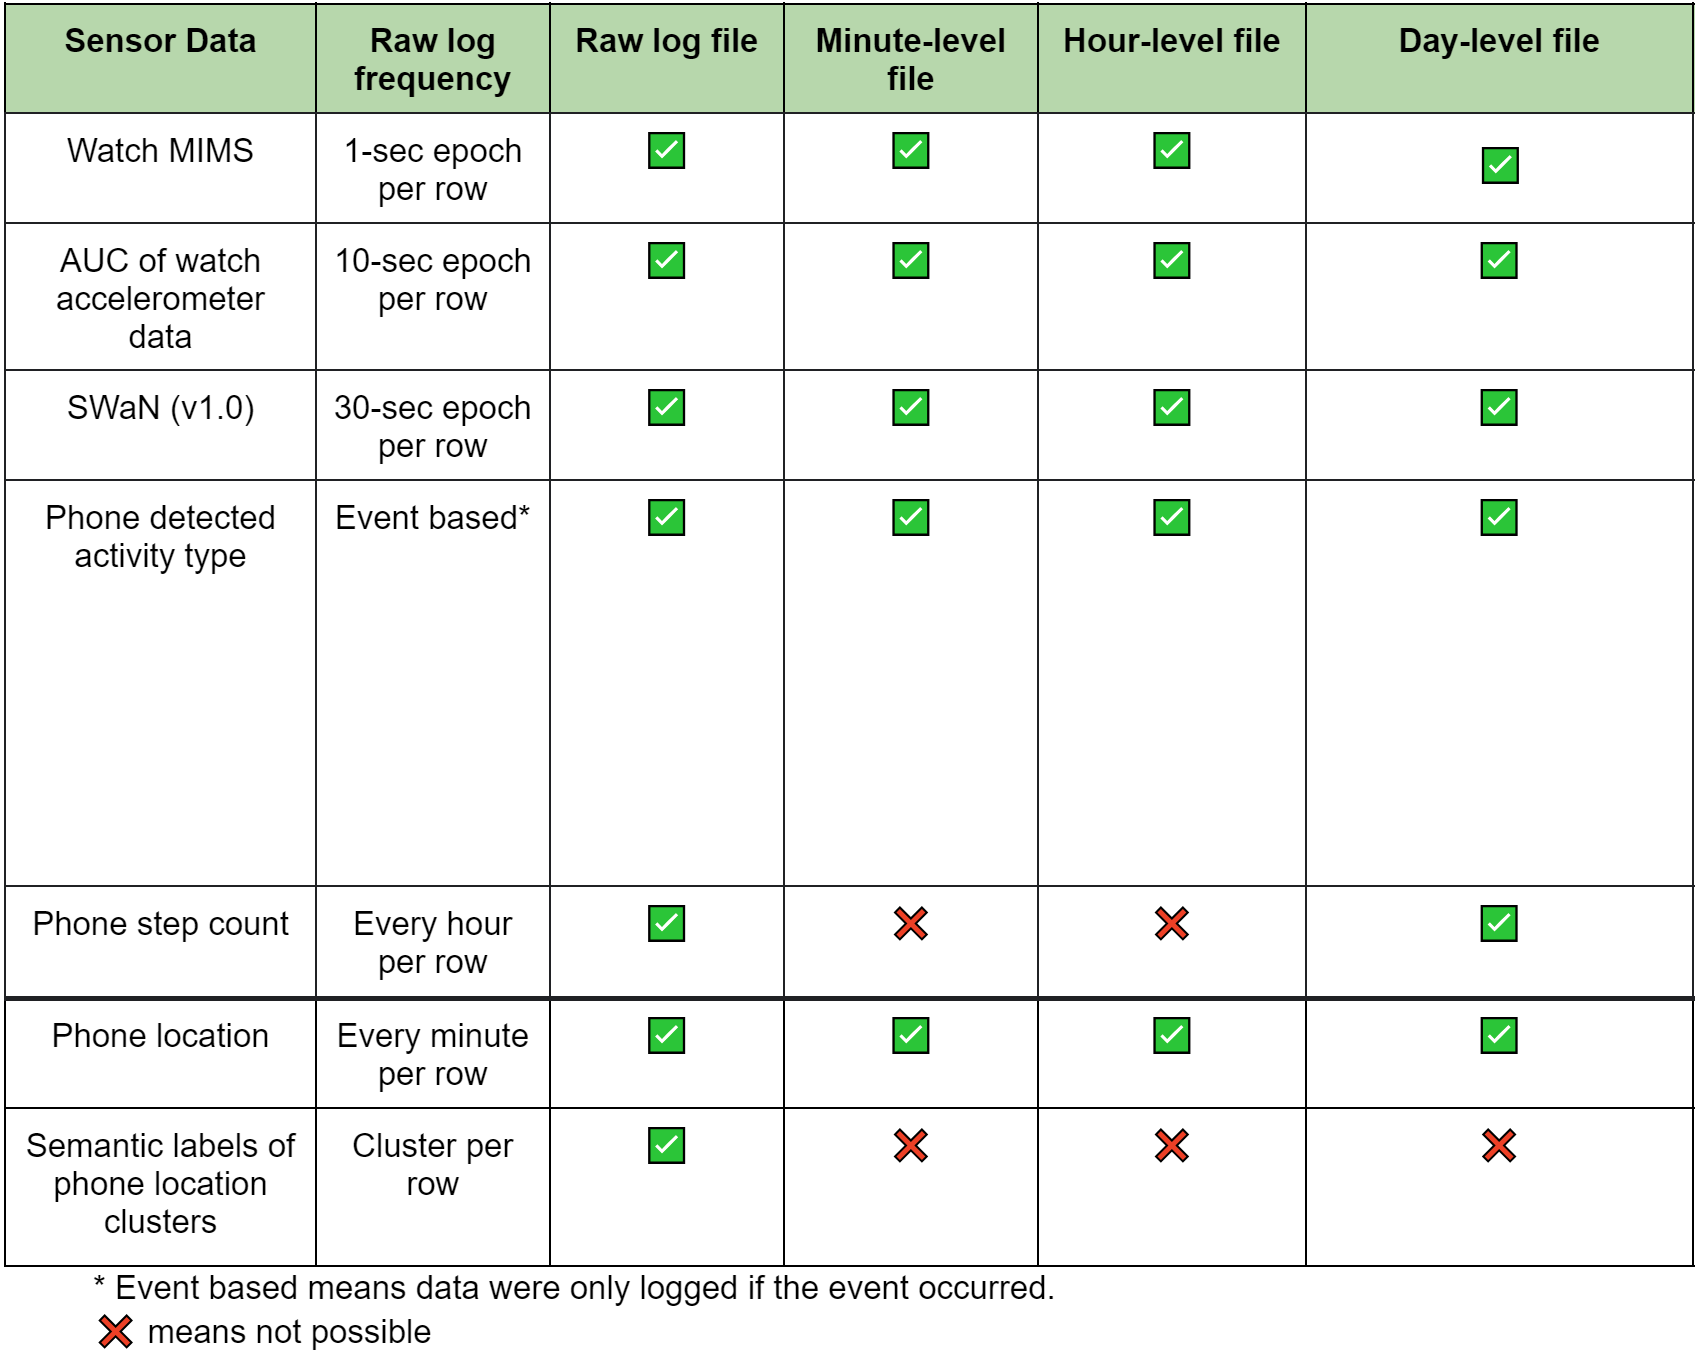 Sensor Data
Raw log
frequency
Raw log file
Minute-level
file
Hour-level file
Day-level file
Watch MIMS
1-sec epoch
per row
AUC of watch
accelerometer
data
10-sec epoch
per row
SWaN (v1.0)
30-sec epoch
per row
Phone detected
activity type
Event based*
Phone step count
Every hour
per row
Phone location
Every minute
per row
Semantic labels of
phone location
clusters
Cluster per
row
* Event based means data were only logged if the event occurred.
means not possible